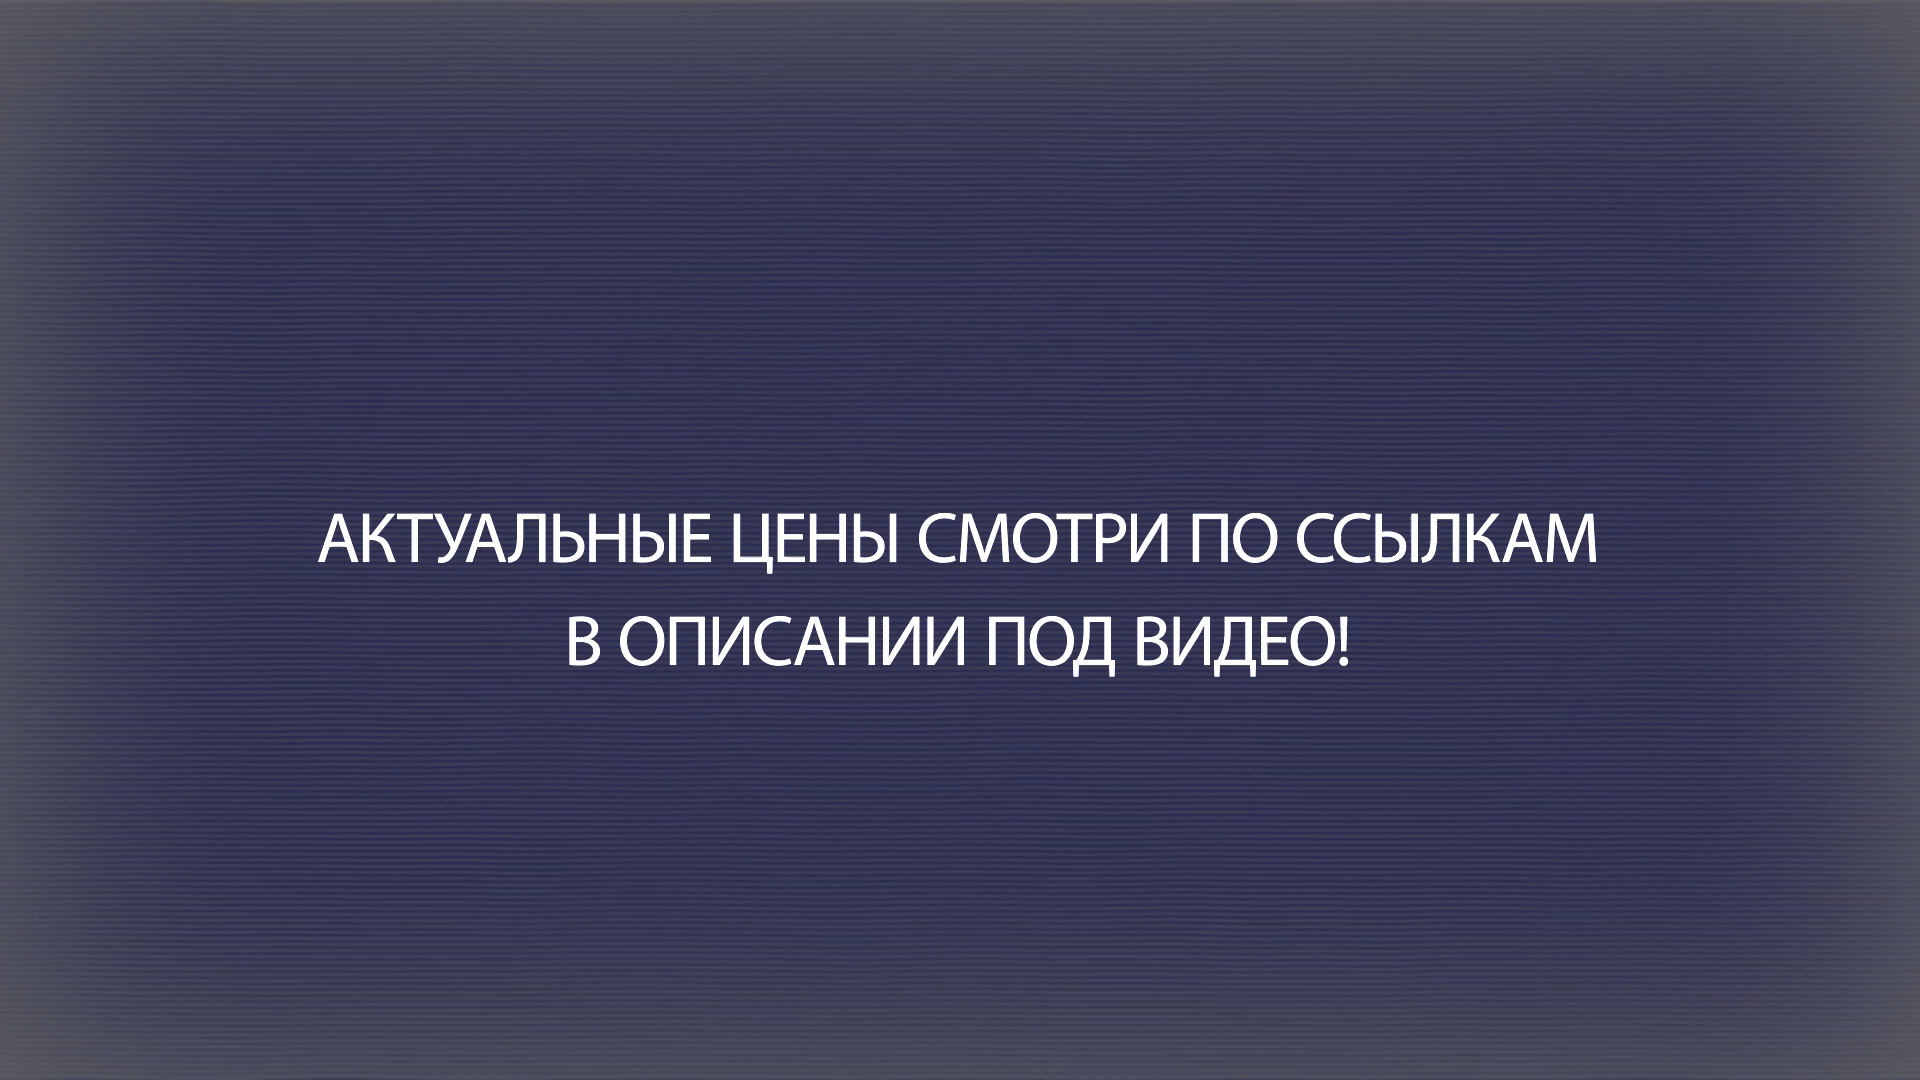 АКТУАЛЬНЫЕ ЦЕНЫ СМОТРИ ПО ССЫЛКАМ
В ОПИСАНИИ ПОД ВИДЕО!